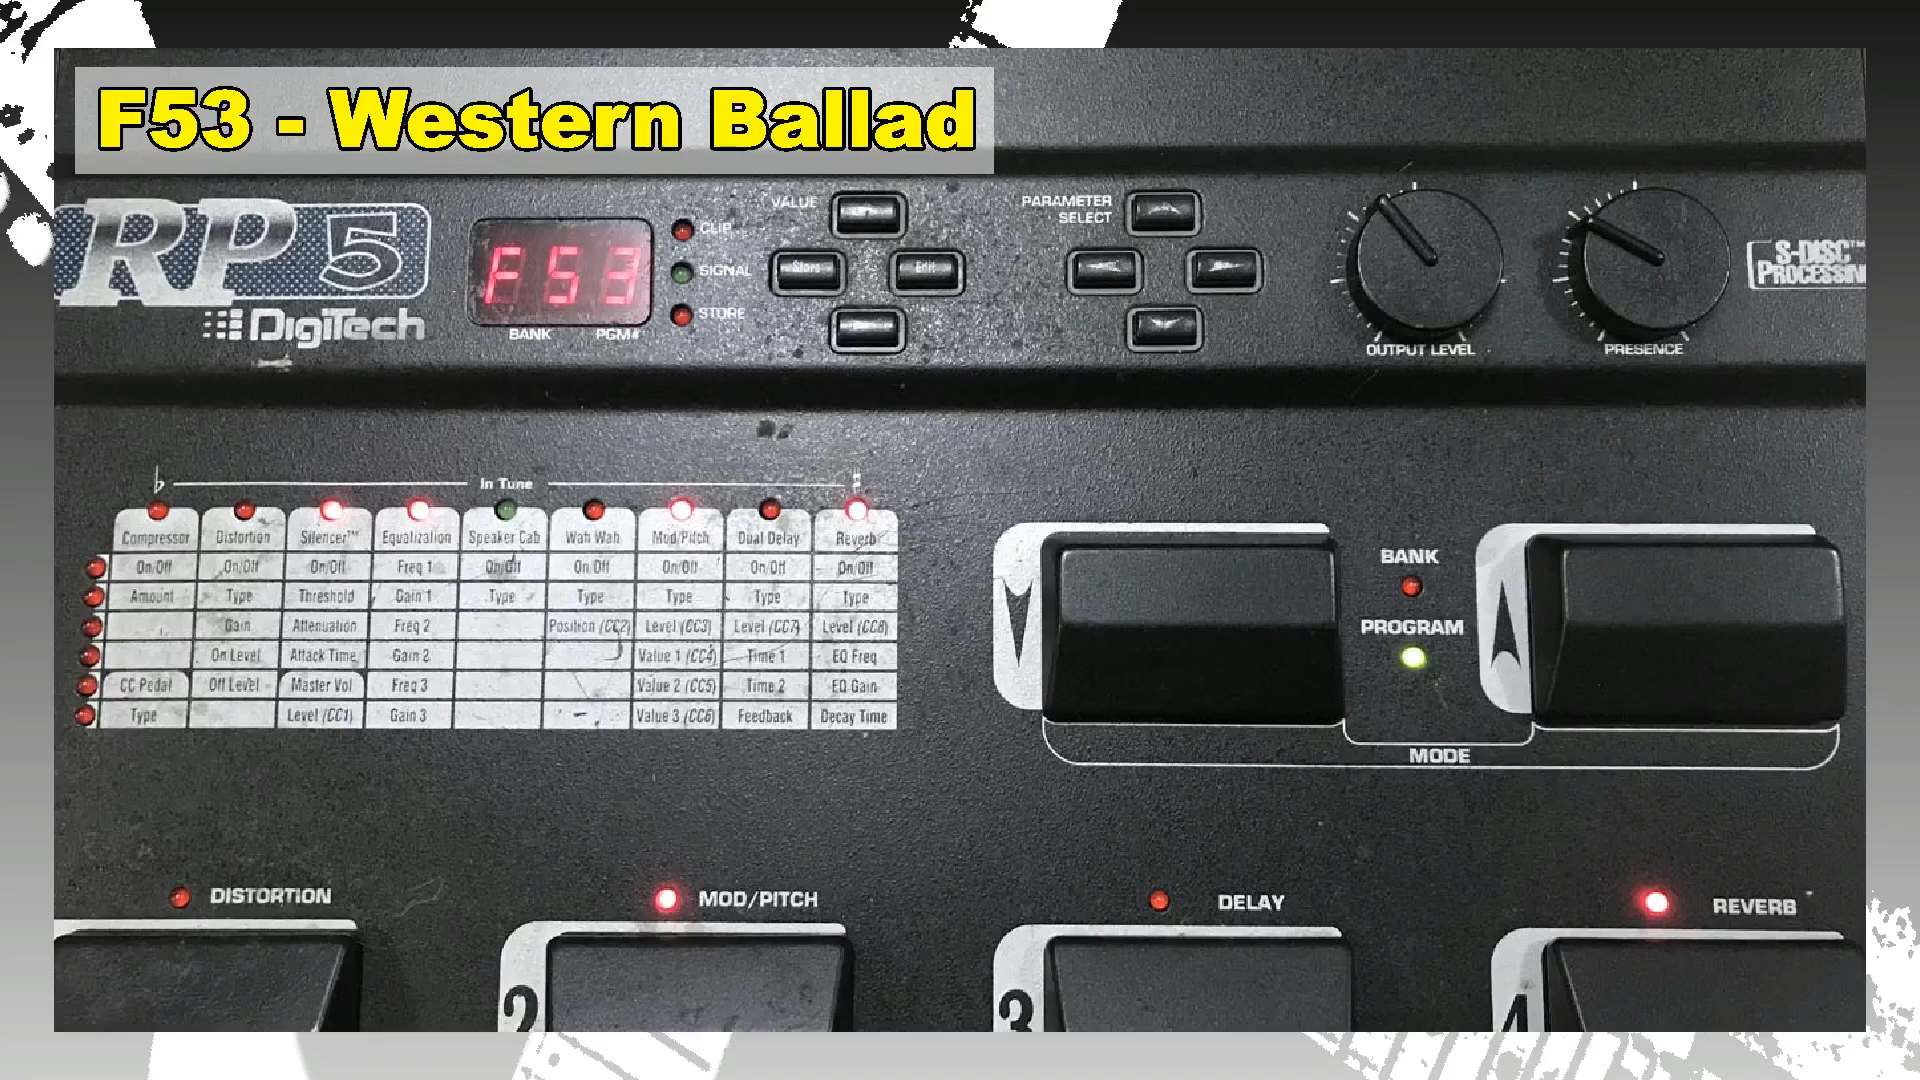 F53 - Western Ballad
RP 5
DigiTech
F53
BANK PGM#
CLIP
SIGNAL
STORE
VALUE
Store Edit
PARAMETER
SELECT
OUTPUT LEVEL
PRESENCE
S-DISC™
PROCESSIN
♭ In Tune
Compressor Distortion Silencer™ Equalization Speaker Cab Wah Wah Mod/Pitch Dual Delay Reverb
On/Off On/Off On/Off Freq 1 On/Off On/Off On/Off On/Off On/Off
Amount Type Threshold Gain 1 Type Type Type Type Type
Gain Attenuation Freq 2 Position (CC2) Level (CC3) Level (CC7) Level (CC8)
On Level Attack Time Gain 2 Value 1 (CC4) Time 1 EQ Freq
CC Pedal Off Level Master Vol Freq 3 Value 2 (CC5) Time 2 EQ Gain
Type Level (CC1) Gain 3 Value 3 (CC6) Feedback Decay Time
BANK
PROGRAM
MODE
DISTORTION
MOD/PITCH
DELAY
REVERB
2
3
4